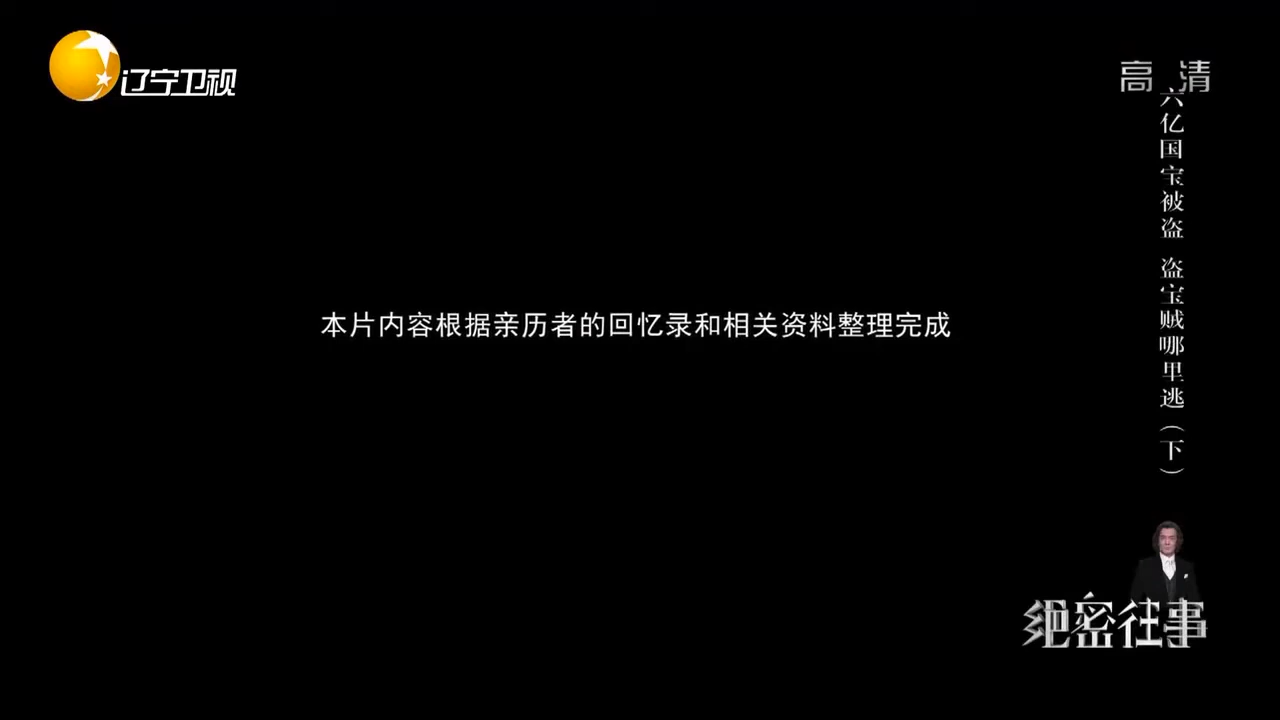 辽宁卫视
高清
六亿国宝被盗 盗宝贼哪里逃（下）
本片内容根据亲历者的回忆录和相关资料整理完成
绝密往事